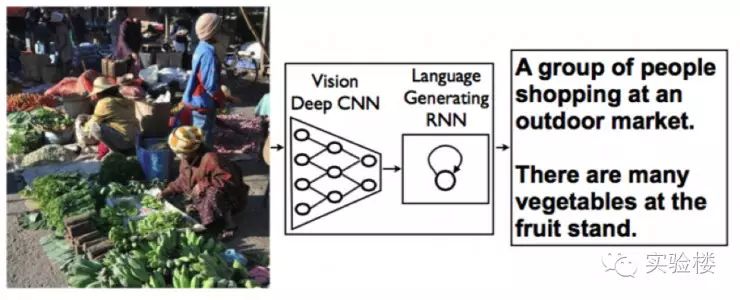 Vision
Deep CNN
Language
Generating
RNN
A group of people
shopping at an
outdoor market.
There are many
vegetables at the
fruit stand.
实验楼